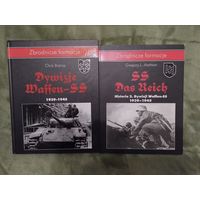 Zbrodnicze formacje
Chris Bishop
Dywizje
Waffen-SS
1939-1945
Zbrodnicze formacje
Gregory L. Mattson
SS
Das Reich
Historia 2. Dywizji Waffen-SS
1939-1945